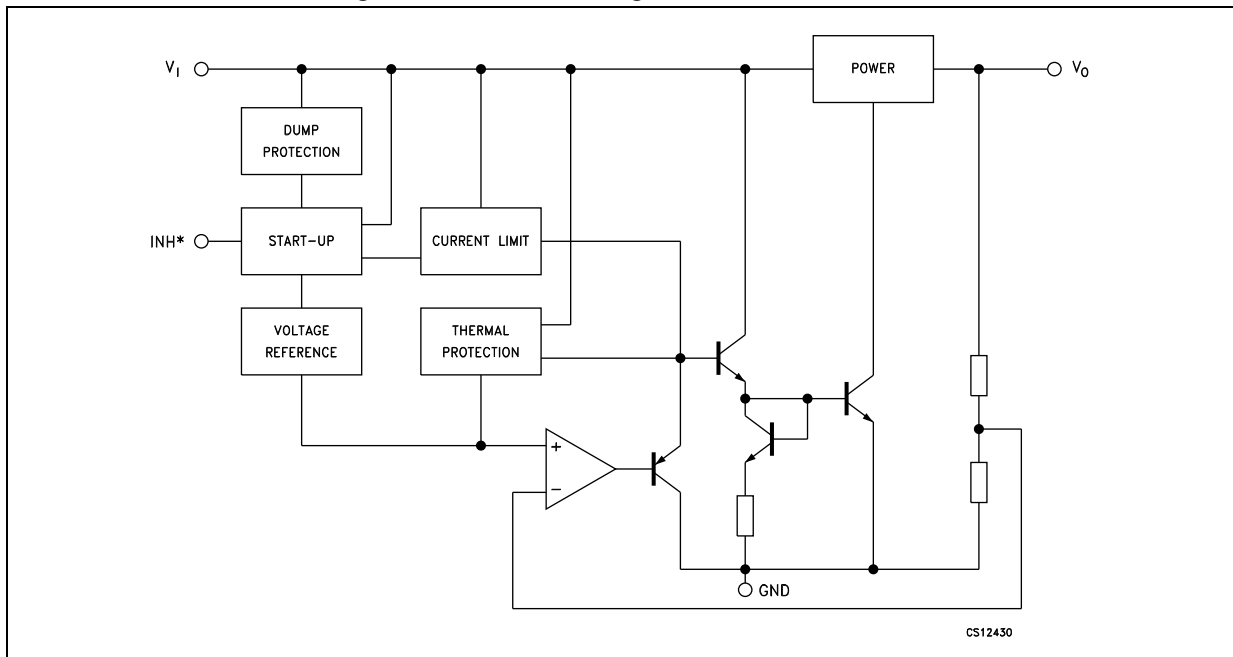 V_I
POWER
V_O
DUMP
PROTECTION
INH*
START-UP
CURRENT LIMIT
VOLTAGE
REFERENCE
THERMAL
PROTECTION
+
−
GND
CS12430